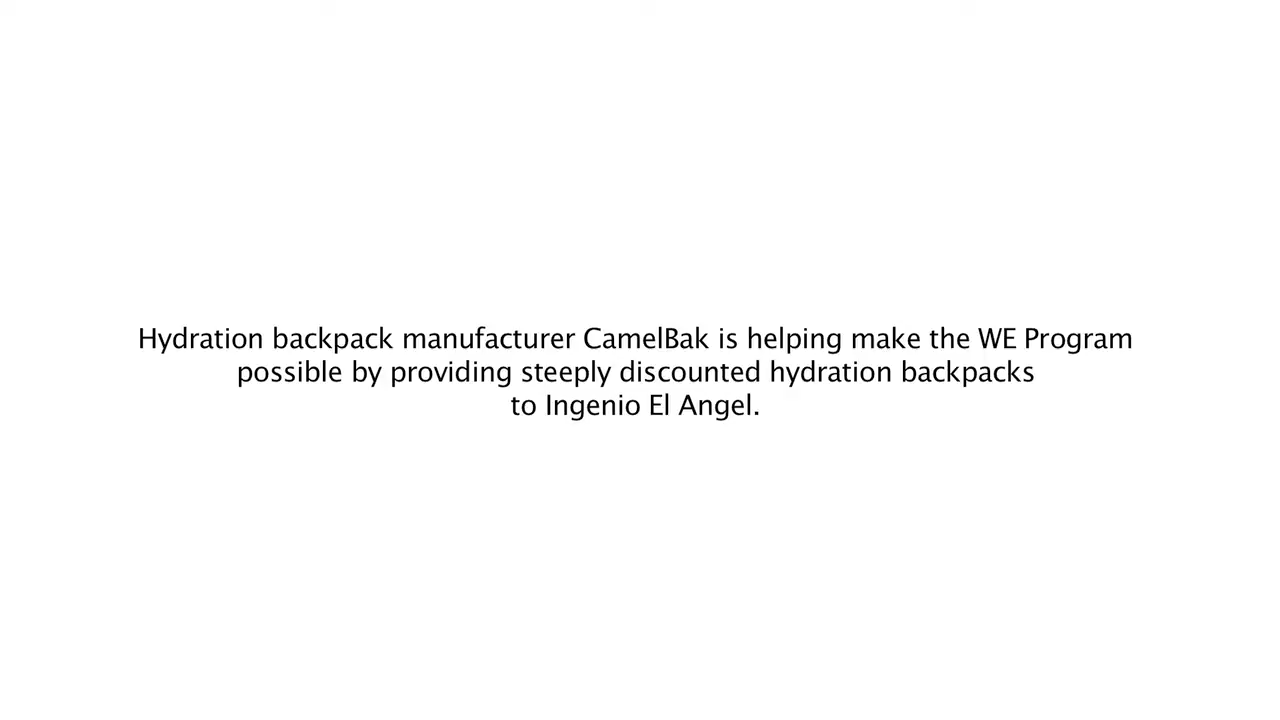 Hydration backpack manufacturer CamelBak is helping make the WE Program
possible by providing steeply discounted hydration backpacks
to Ingenio El Angel.